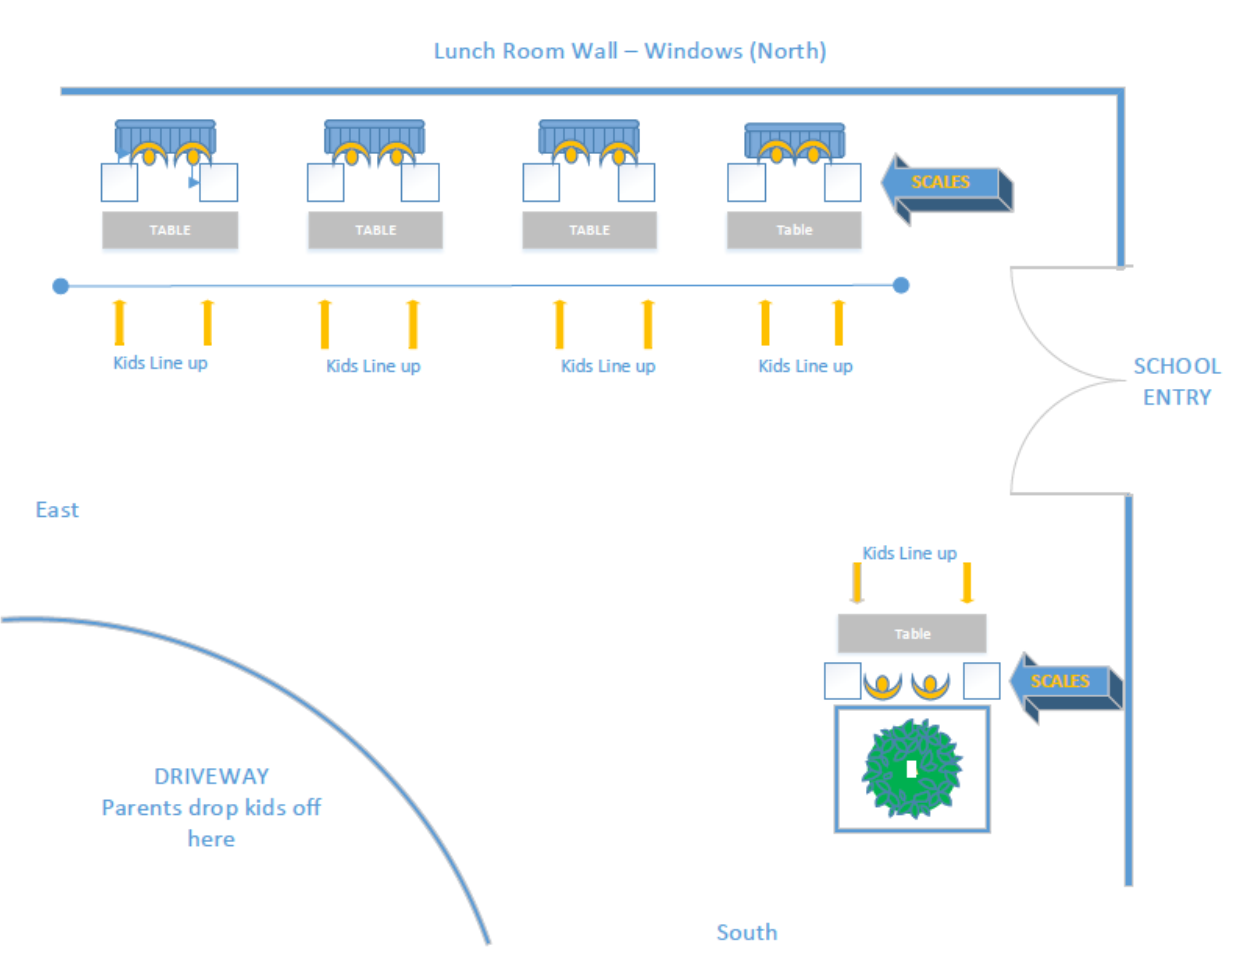 Lunch Room Wall – Windows (North)
SCALES
TABLE
TABLE
TABLE
Table
Kids Line up
Kids Line up
Kids Line up
Kids Line up
SCHOOL
ENTRY
East
Kids Line up
Table
SCALES
DRIVEWAY
Parents drop kids off
here
South